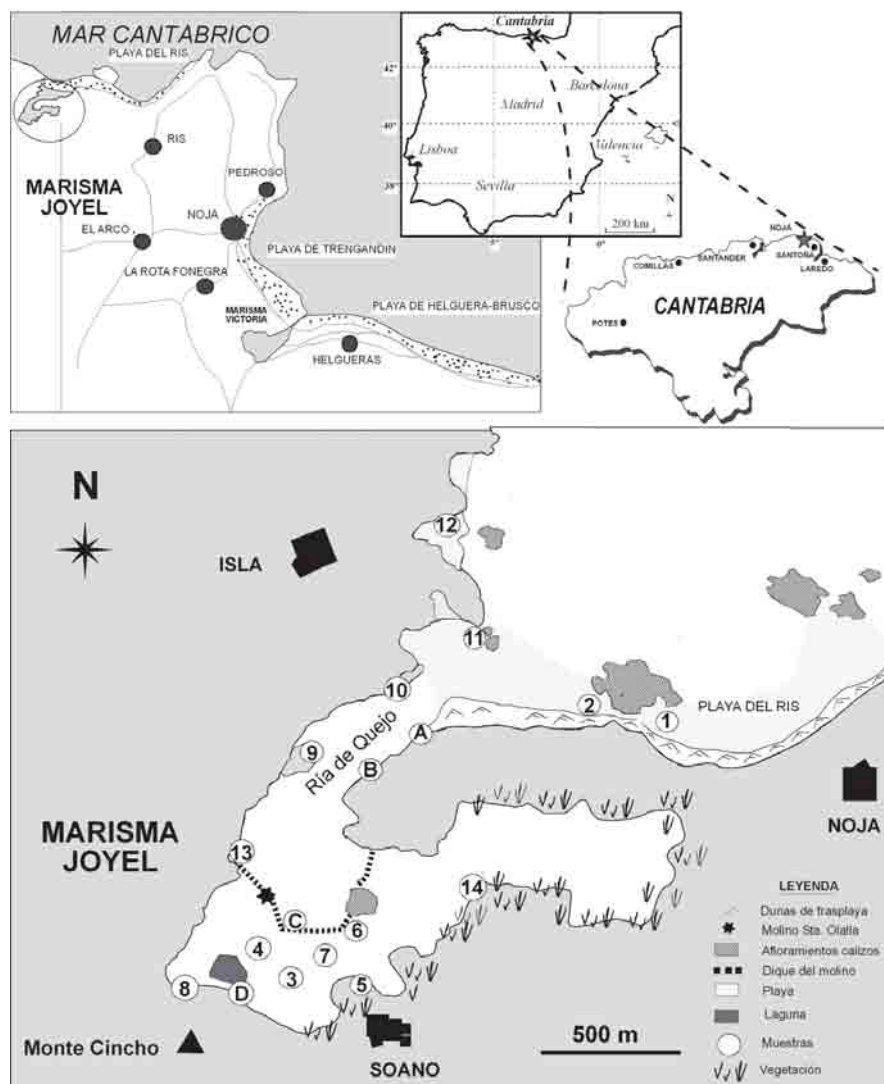 MAR CANTÁBRICO
PLAYA DEL RIS
RIS
MARISMA
JOYEL
PEDROSO
NOJA
EL ARCO
PLAYA DE TRENGANDIN
LA ROTA FONEGRA
MARISMA
VICTORIA
PLAYA DE HELGUERA-BRUSCO
HELGUERAS
Cantabria
42°
Barcelona
Madrid
40°
Lisboa
Valencia
38°
Sevilla
N
200 km
5°
0°
NOJA
SANTANDER
SANTOÑA
COMILLAS
LAREDO
CANTABRIA
POTES
N
ISLA
12
11
10
2
1
PLAYA DEL RIS
A
Ría de Quejo
9
B
NOJA
MARISMA
JOYEL
13
14
C
6
4
7
3
5
8
D
Monte Cincho
SOANO
500 m
LEYENDA
Dunas de trasplaya
Molino Sta. Olalla
Afloramientos calizos
Dique del molino
Playa
Laguna
Muestras
Vegetación